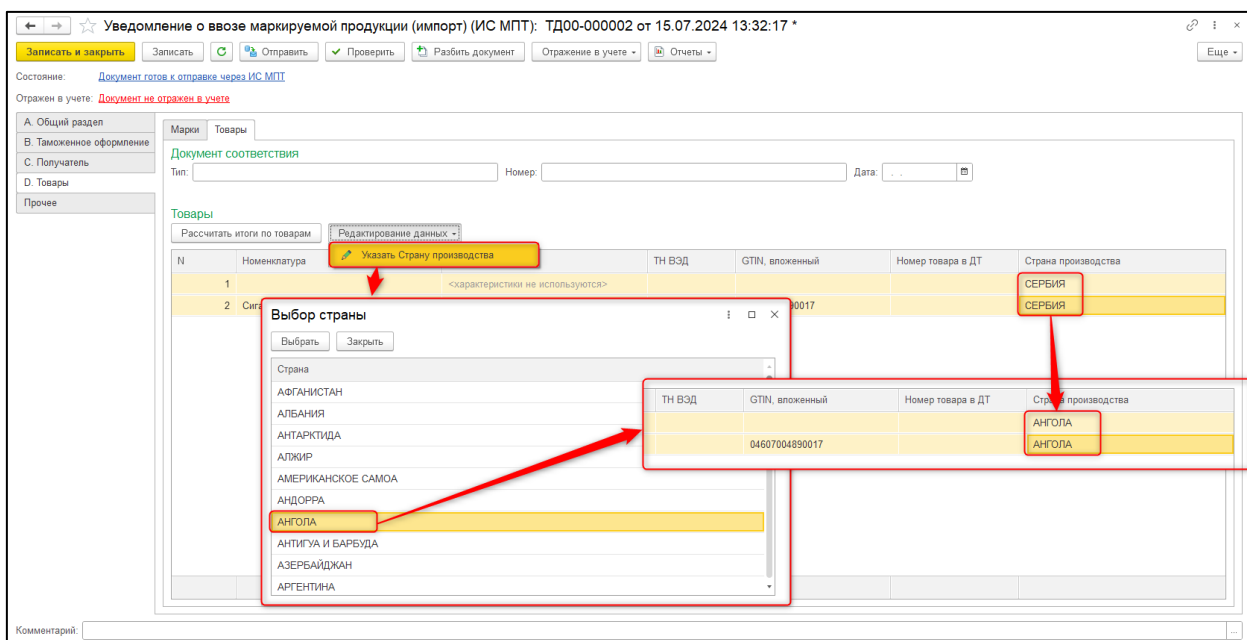 Уведомление о ввозе маркируемой продукции (импорт) (ИС МПТ): ТД00-000002 от 15.07.2024 13:32:17 *
Записать и закрыть Записать Отправить Проверить Разбить документ Отражение в учете Отчеты Еще
Состояние: Документ готов к отправке через ИС МПТ
Отражен в учете: Документ не отражен в учете
А. Общий раздел
В. Таможенное оформление
С. Получатель
D. Товары
Прочее
Марки Товары
Документ соответствия
Тип: Номер: Дата: . .
Товары
Рассчитать итоги по товарам Редактирование данных
Указать Страну производства
N Номенклатура ТН ВЭД GTIN, вложенный Номер товара в ДТ Страна производства
1 <характеристики не используются> СЕРБИЯ
2 Сига 90017 СЕРБИЯ
Выбор страны
Выбрать Закрыть
Страна
АФГАНИСТАН
АЛБАНИЯ
АНТАРКТИДА
АЛЖИР
АМЕРИКАНСКОЕ САМОА
АНДОРРА
АНГОЛА
АНТИГУА И БАРБУДА
АЗЕРБАЙДЖАН
АРГЕНТИНА
ТН ВЭД GTIN, вложенный Номер товара в ДТ Страна производства
АНГОЛА
04607004890017 АНГОЛА
Комментарий: